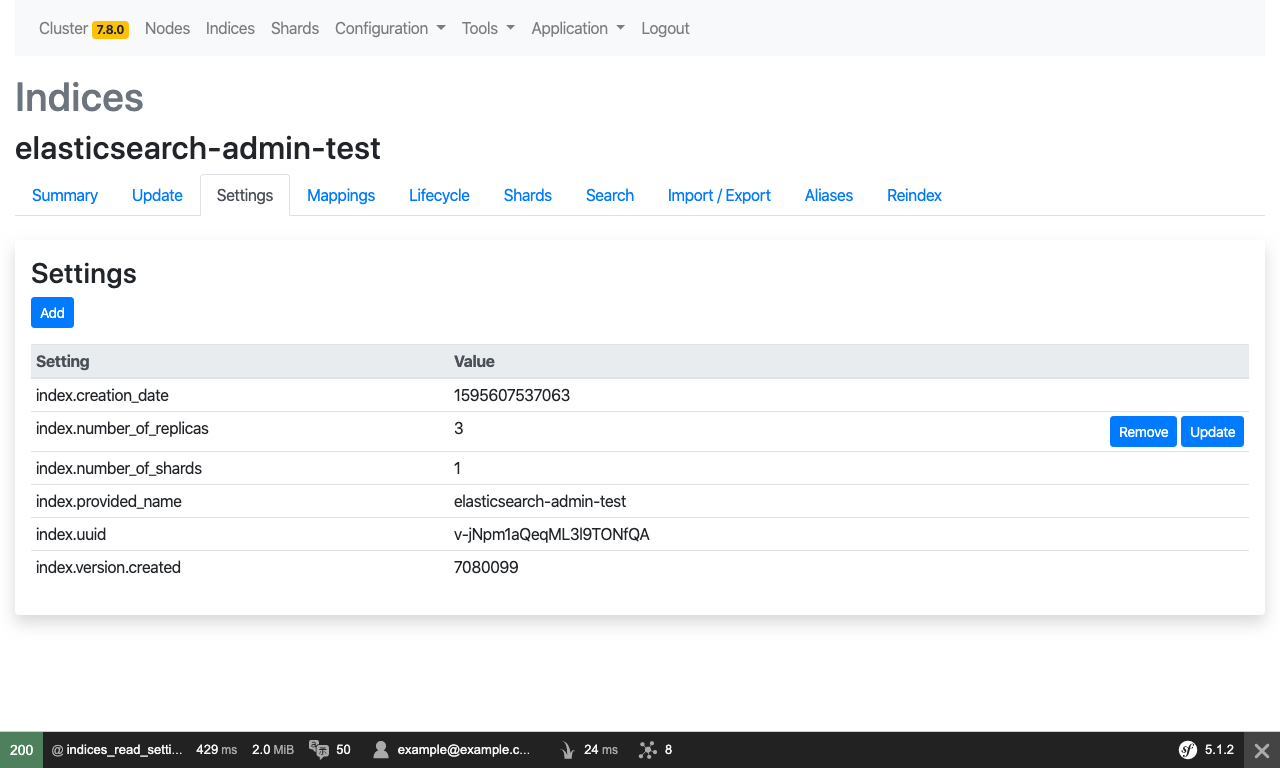 Cluster 7.8.0 Nodes Indices Shards Configuration Tools Application Logout
Indices
elasticsearch-admin-test
Summary Update Settings Mappings Lifecycle Shards Search Import / Export Aliases Reindex
Settings
Add
Setting Value
index.creation_date 1595607537063
index.number_of_replicas 3 Remove Update
index.number_of_shards 1
index.provided_name elasticsearch-admin-test
index.uuid v-jNpm1aQeqML3l9TONfQA
index.version.created 7080099
200 @ indices_read_setti... 429 ms 2.0 MiB 50 example@example.c... 24 ms 8 sf 5.1.2